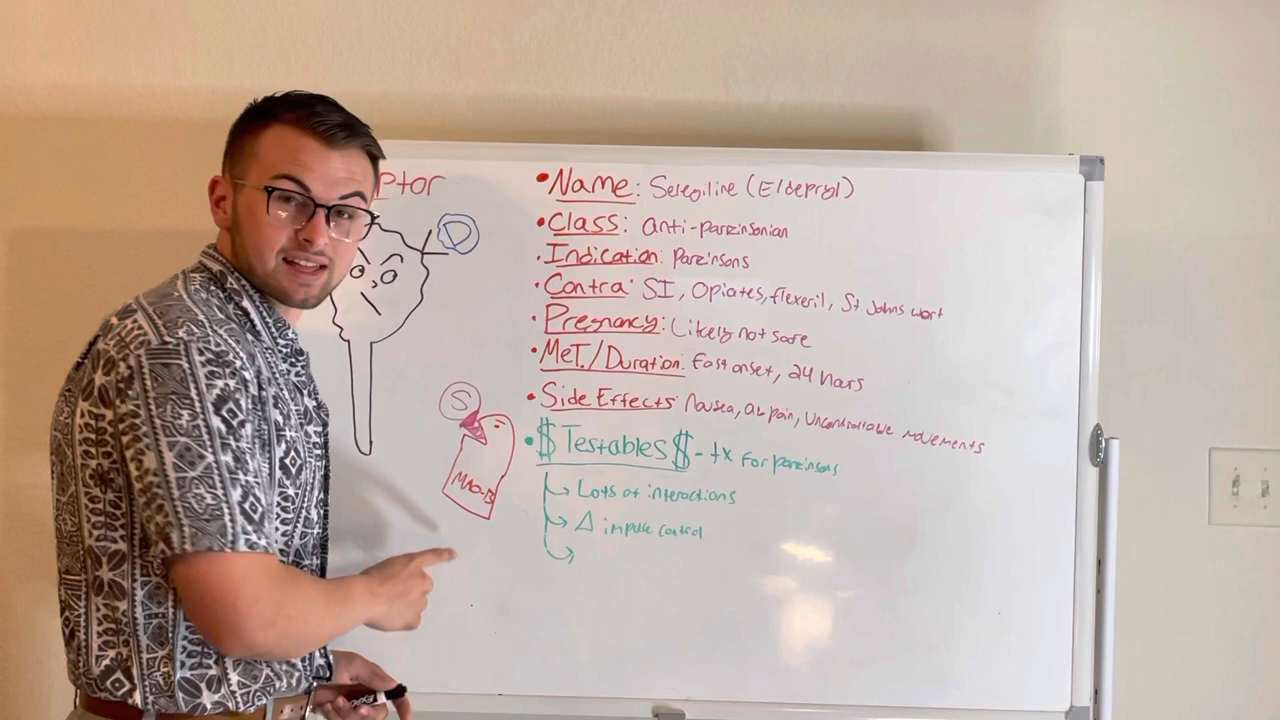 ptor
D
• Name: Selegiline (Eldepryl)
• Class: Anti-parkinsonian
• Indication: Parkinsons
• Contra: SI, Opiates, flexeril, St. Johns wort
• Pregnancy: Likely not safe
• MeT./Duration: Fast onset, 24 hours
• Side Effects: Nausea, ab pain, Uncontrollable movements
• $ Testables $ - tx for parkinsons
↳ Lots of interactions
↳ Δ impulse control
S
MAO-B
EXPO